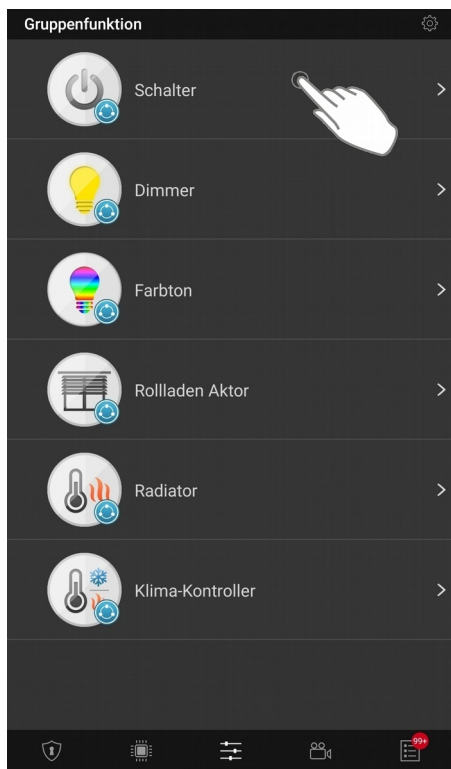 Gruppenfunktion
Schalter
Dimmer
Farbton
Rollladen Aktor
Radiator
Klima-Kontroller
99+